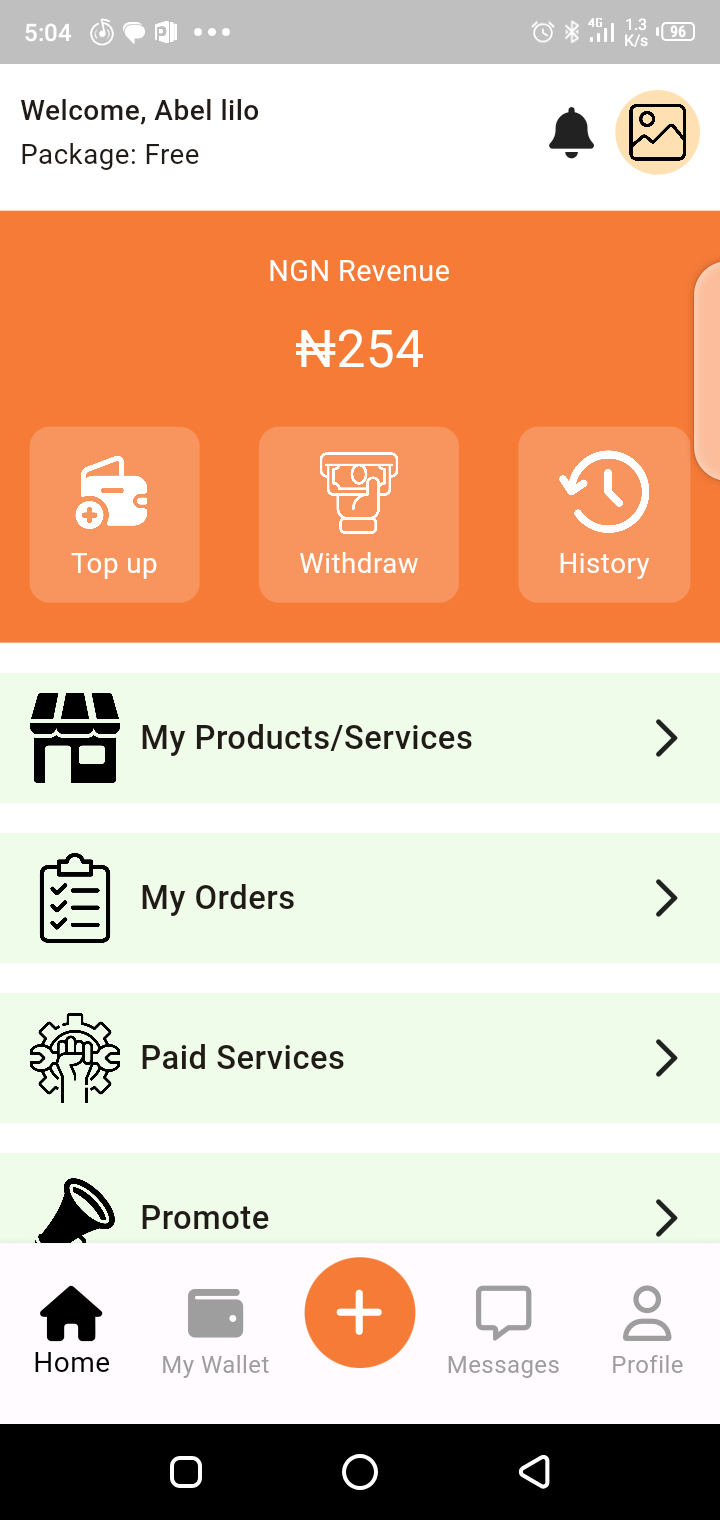 5:04
4G
1.3
K/s
96
Welcome, Abel lilo
Package: Free
NGN Revenue
₦254
Top up
Withdraw
History
My Products/Services
My Orders
Paid Services
Promote
Home
My Wallet
Messages
Profile